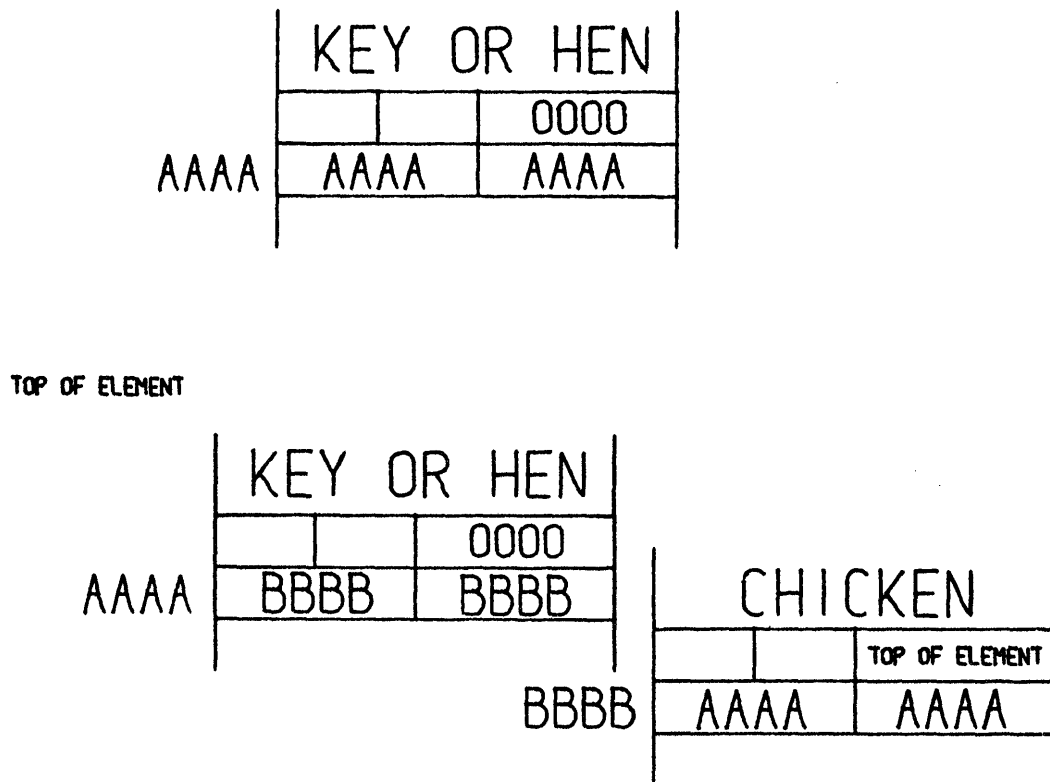 KEY OR HEN
0000
AAAA AAAA AAAA
TOP OF ELEMENT
KEY OR HEN
0000
AAAA BBBB BBBB
CHICKEN
TOP OF ELEMENT
BBBB AAAA AAAA